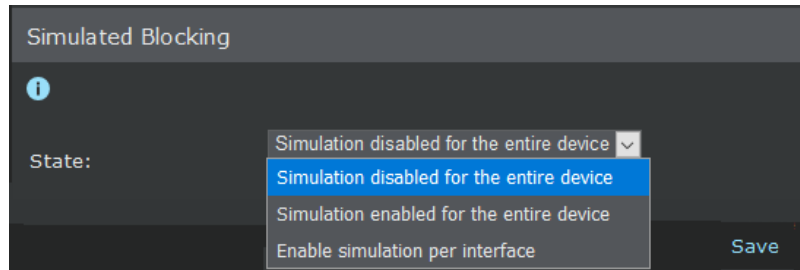 Simulated Blocking
i
State:
Simulation disabled for the entire device
Simulation disabled for the entire device
Simulation enabled for the entire device
Enable simulation per interface
Save